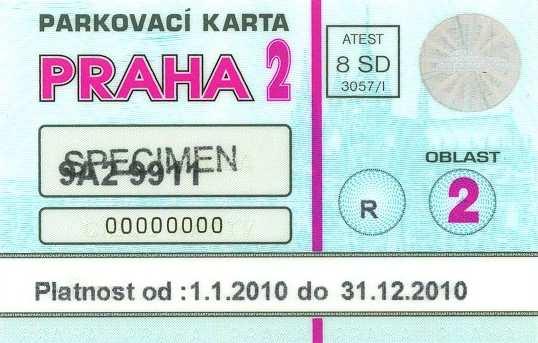 PARKOVACÍ KARTA
PRAHA 2
ATEST
8 SD
3057/I
SPECIMEN
9A2 9911
OBLAST
R
2
00000000
Platnost od :1.1.2010 do 31.12.2010